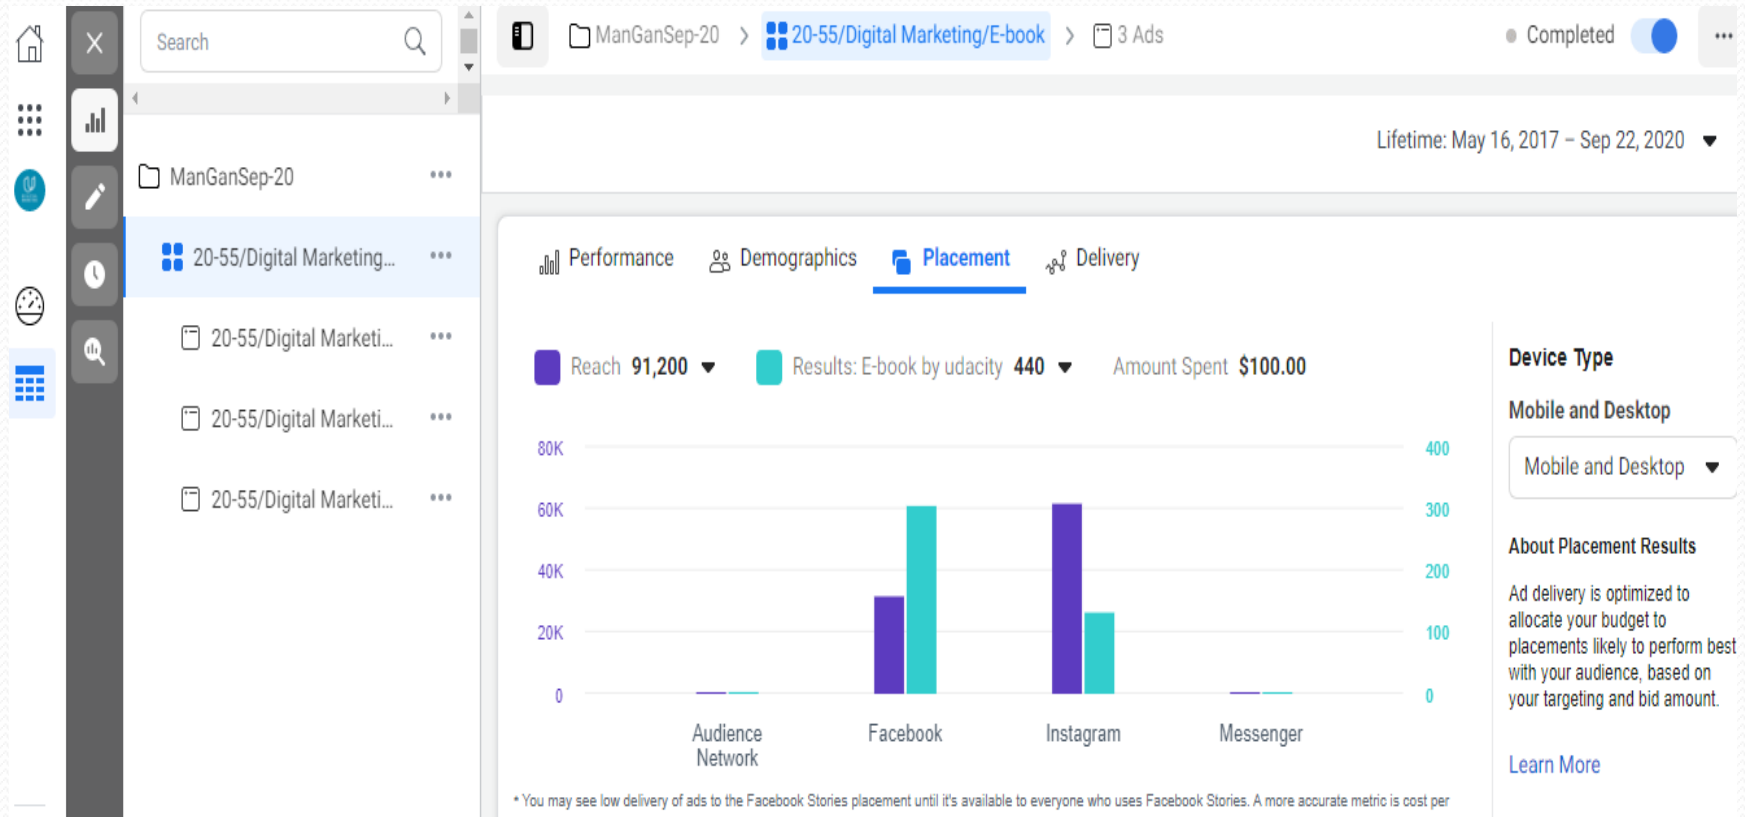 Search
ManGanSep-20
20-55/Digital Marketing...
20-55/Digital Marketi...
20-55/Digital Marketi...
20-55/Digital Marketi...
ManGanSep-20 > 20-55/Digital Marketing/E-book > 3 Ads
Completed
Lifetime: May 16, 2017 – Sep 22, 2020
Performance Demographics Placement Delivery
Reach 91,200 Results: E-book by udacity 440 Amount Spent $100.00
80K 400
60K 300
40K 200
20K 100
0 0
Audience
Network
Facebook
Instagram
Messenger
* You may see low delivery of ads to the Facebook Stories placement until it's available to everyone who uses Facebook Stories. A more accurate metric is cost per
Device Type
Mobile and Desktop
Mobile and Desktop
About Placement Results
Ad delivery is optimized to
allocate your budget to
placements likely to perform best
with your audience, based on
your targeting and bid amount.
Learn More